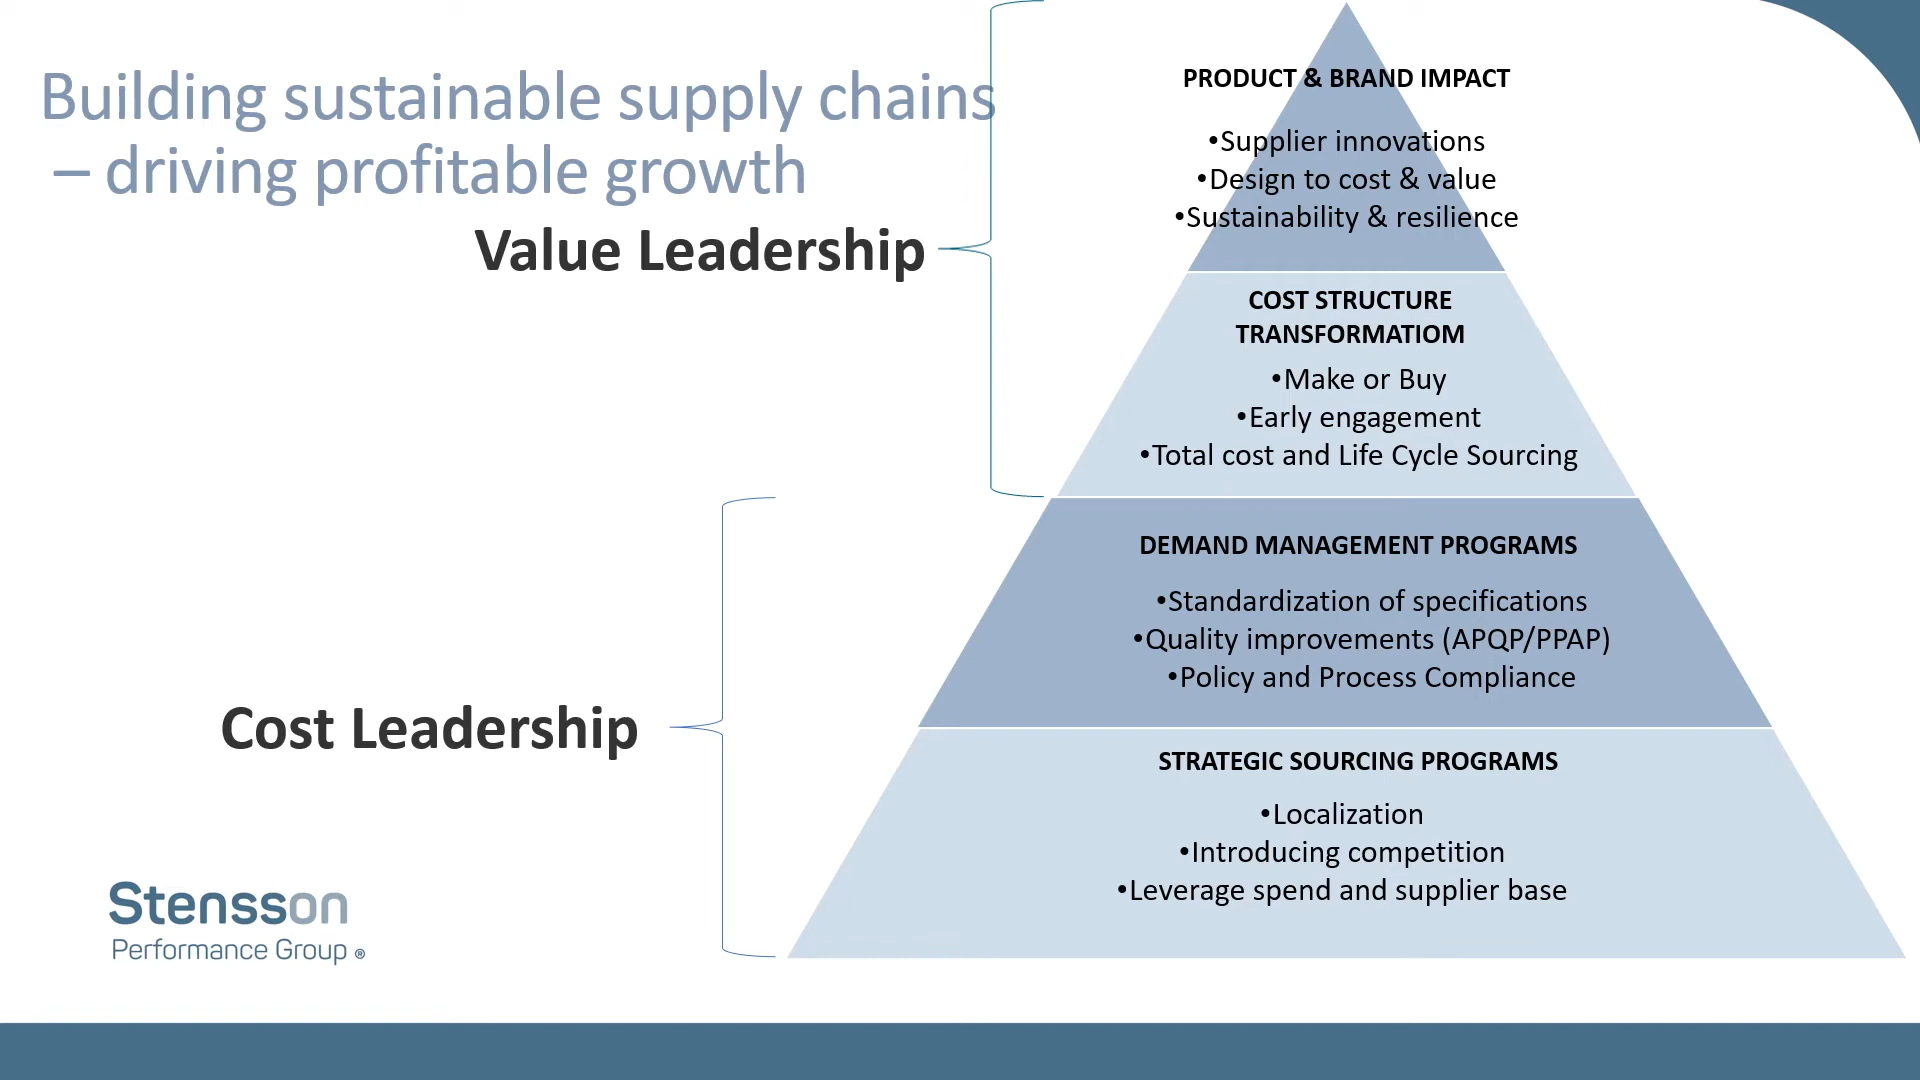 Building sustainable supply chains
– driving profitable growth
Value Leadership
PRODUCT & BRAND IMPACT
•Supplier innovations
•Design to cost & value
•Sustainability & resilience
COST STRUCTURE
TRANSFORMATIOM
•Make or Buy
•Early engagement
•Total cost and Life Cycle Sourcing
Cost Leadership
DEMAND MANAGEMENT PROGRAMS
•Standardization of specifications
•Quality improvements (APQP/PPAP)
•Policy and Process Compliance
STRATEGIC SOURCING PROGRAMS
•Localization
•Introducing competition
•Leverage spend and supplier base
Stensson
Performance Group ®